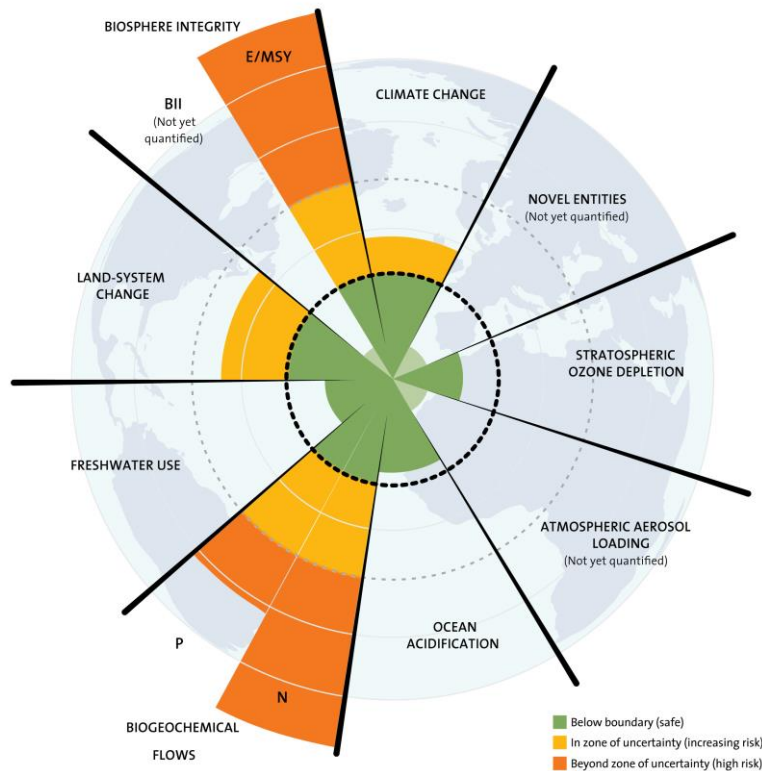 BIOSPHERE INTEGRITY
E/MSY
BII
(Not yet
quantified)
CLIMATE CHANGE
NOVEL ENTITIES
(Not yet quantified)
LAND-SYSTEM
CHANGE
STRATOSPHERIC
OZONE DEPLETION
FRESHWATER USE
ATMOSPHERIC AEROSOL
LOADING
(Not yet quantified)
OCEAN
ACIDIFICATION
P
N
BIOGEOCHEMICAL
FLOWS
Below boundary (safe)
In zone of uncertainty (increasing risk)
Beyond zone of uncertainty (high risk)